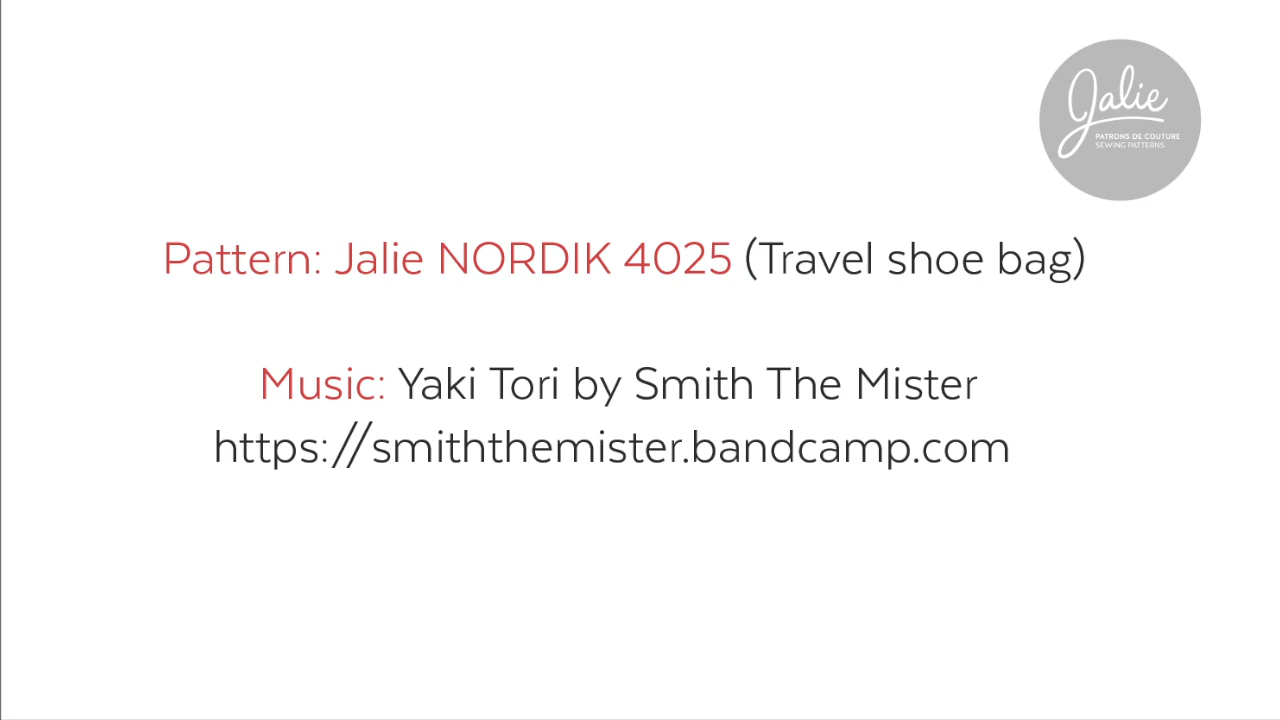 Jalie
PATRONS DE COUTURE
SEWING PATTERNS
Pattern: Jalie NORDIK 4025 (Travel shoe bag)
Music: Yaki Tori by Smith The Mister
https://smiththemister.bandcamp.com